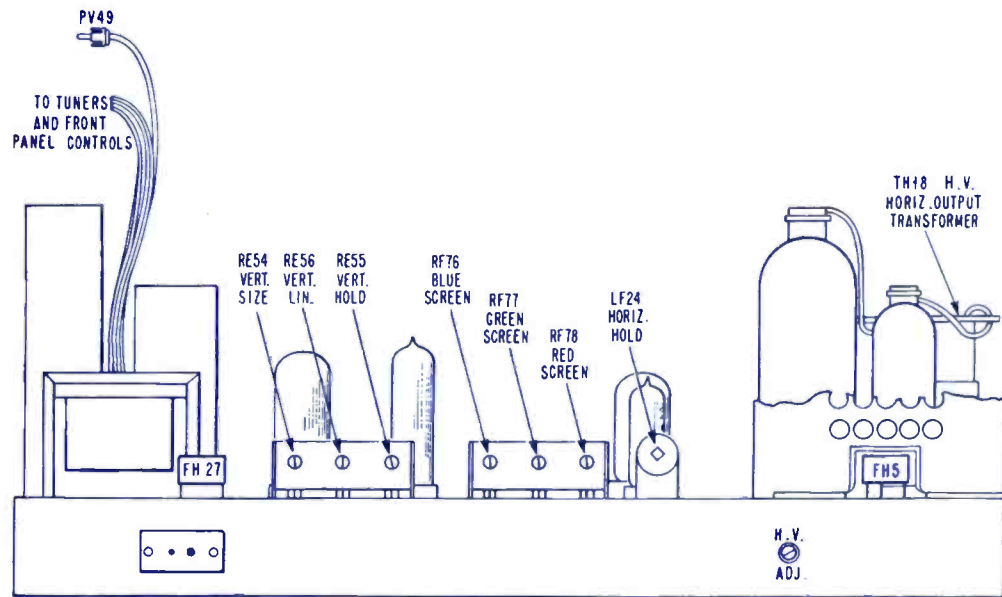 PV49
TO TUNERS
AND FRONT
PANEL CONTROLS
TH48 H.V.
HORIZ. OUTPUT
TRANSFORMER
RE54
VERT.
SIZE
RE56
VERT.
LIN.
RE55
VERT.
HOLD
RF76
BLUE
SCREEN
RF77
GREEN
SCREEN
RF78
RED
SCREEN
LF24
HORIZ.
HOLD
FH 27
FH5
H.V.
ADJ.